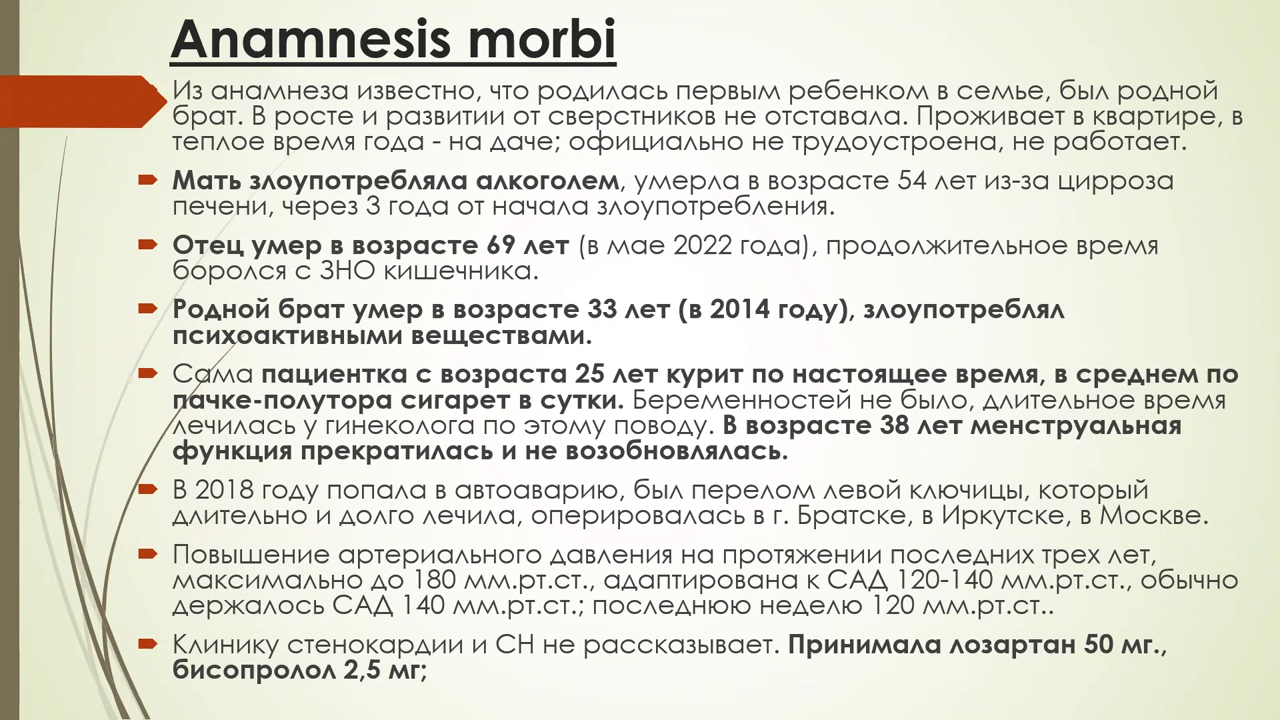 Anamnesis morbi
Из анамнеза известно, что родилась первым ребенком в семье, был родной
брат. В росте и развитии от сверстников не отставала. Проживает в квартире, в
теплое время года - на даче; официально не трудоустроена, не работает.
Мать злоупотребляла алкоголем, умерла в возрасте 54 лет из-за цирроза
печени, через 3 года от начала злоупотребления.
Отец умер в возрасте 69 лет (в мае 2022 года), продолжительное время
боролся с ЗНО кишечника.
Родной брат умер в возрасте 33 лет (в 2014 году), злоупотреблял
психоактивными веществами.
Сама пациентка с возраста 25 лет курит по настоящее время, в среднем по
пачке-полутора сигарет в сутки. Беременностей не было, длительное время
лечилась у гинеколога по этому поводу. В возрасте 38 лет менструальная
функция прекратилась и не возобновлялась.
В 2018 году попала в автоаварию, был перелом левой ключицы, который
длительно и долго лечила, оперировалась в г. Братске, в Иркутске, в Москве.
Повышение артериального давления на протяжении последних трех лет,
максимально до 180 мм.рт.ст., адаптирована к САД 120-140 мм.рт.ст., обычно
держалось САД 140 мм.рт.ст.; последнюю неделю 120 мм.рт.ст..
Клинику стенокардии и СН не рассказывает. Принимала лозартан 50 мг.,
бисопролол 2,5 мг;